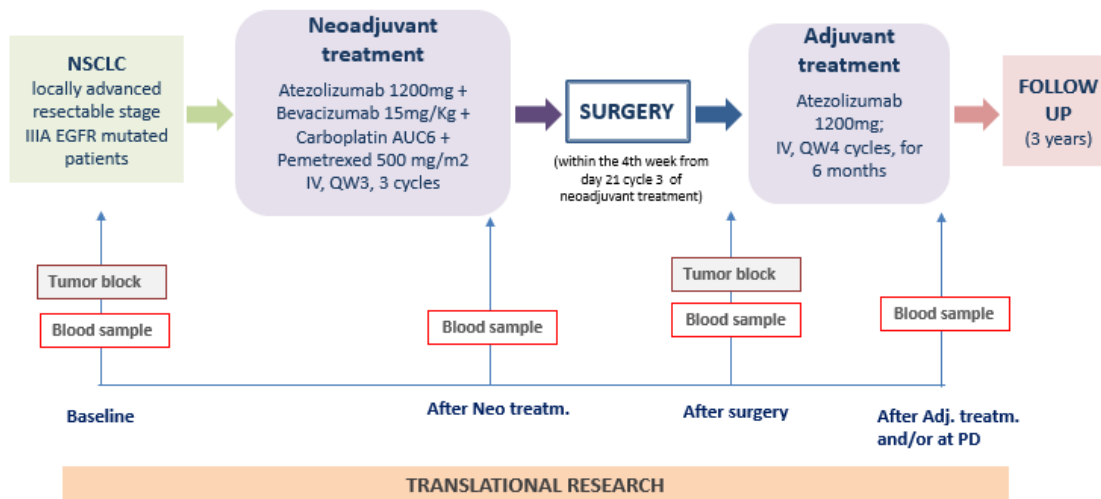 NSCLC
locally advanced
resectable stage
IIIA EGFR mutated
patients
Neoadjuvant
treatment
Atezolizumab 1200mg +
Bevacizumab 15mg/Kg +
Carboplatin AUC6 +
Pemetrexed 500 mg/m2
IV, QW3, 3 cycles
SURGERY
(within the 4th week from
day 21 cycle 3 of
neoadjuvant treatment)
Adjuvant
treatment
Atezolizumab
1200mg;
IV, QW4 cycles, for
6 months
FOLLOW
UP
(3 years)
Tumor block
Blood sample
Blood sample
Tumor block
Blood sample
Blood sample
Baseline
After Neo treatm.
After surgery
After Adj. treatm.
and/or at PD
TRANSLATIONAL RESEARCH